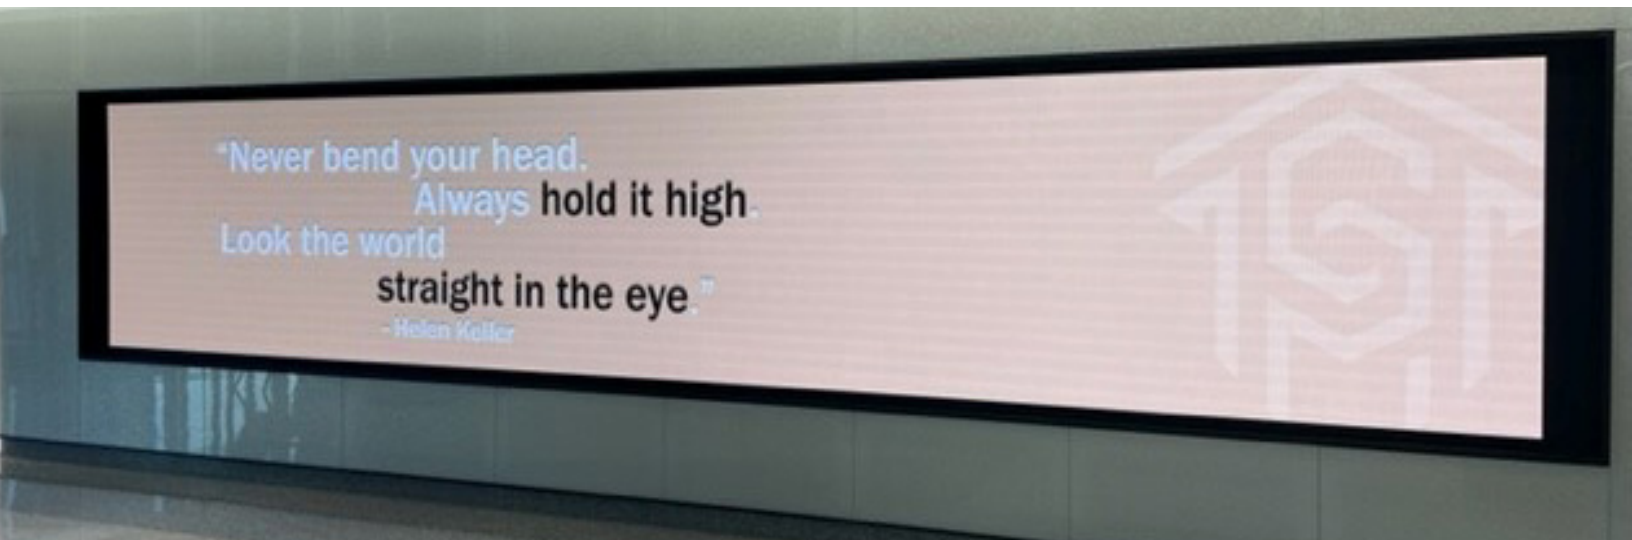 “Never bend your head.
Always hold it high.
Look the world
straight in the eye.”
- Helen Keller